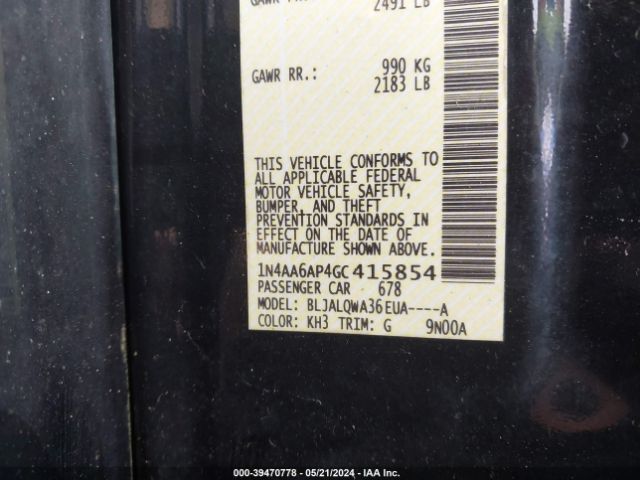 2491 LB
GAWR RR.: 990 KG
2183 LB
THIS VEHICLE CONFORMS TO
ALL APPLICABLE FEDERAL
MOTOR VEHICLE SAFETY,
BUMPER, AND THEFT
PREVENTION STANDARDS IN
EFFECT ON THE DATE OF
MANUFACTURE SHOWN ABOVE.
1N4AA6AP4GC415854
PASSENGER CAR 678
MODEL: BLJALQWA36EUA----A
COLOR: KH3 TRIM: G 9N00A
000-39470778 - 05/21/2024 - IAA Inc.